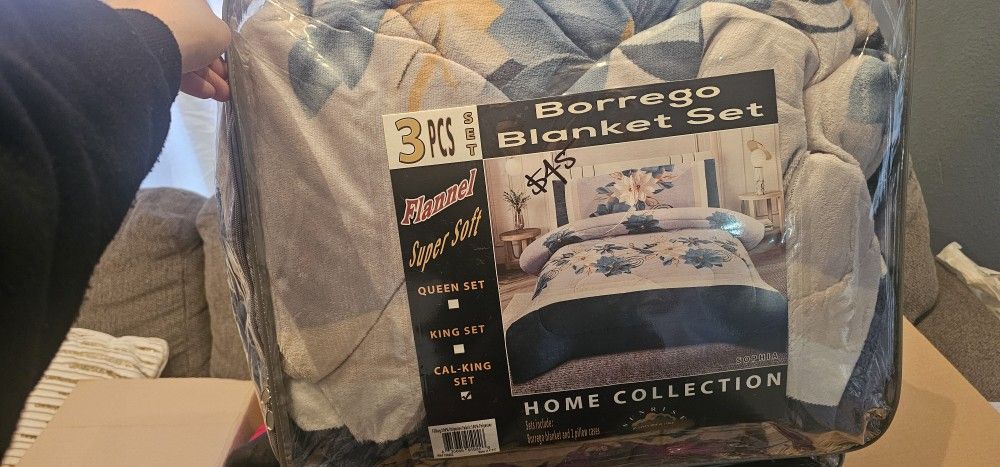 3 PCS SET
Borrego
Blanket Set
$45
Flannel
Super Soft
QUEEN SET
KING SET
CAL-KING
SET
SOPHIA
HOME COLLECTION
Sets include:
Borrego blanket and 2 pillow cases
SUNRISE